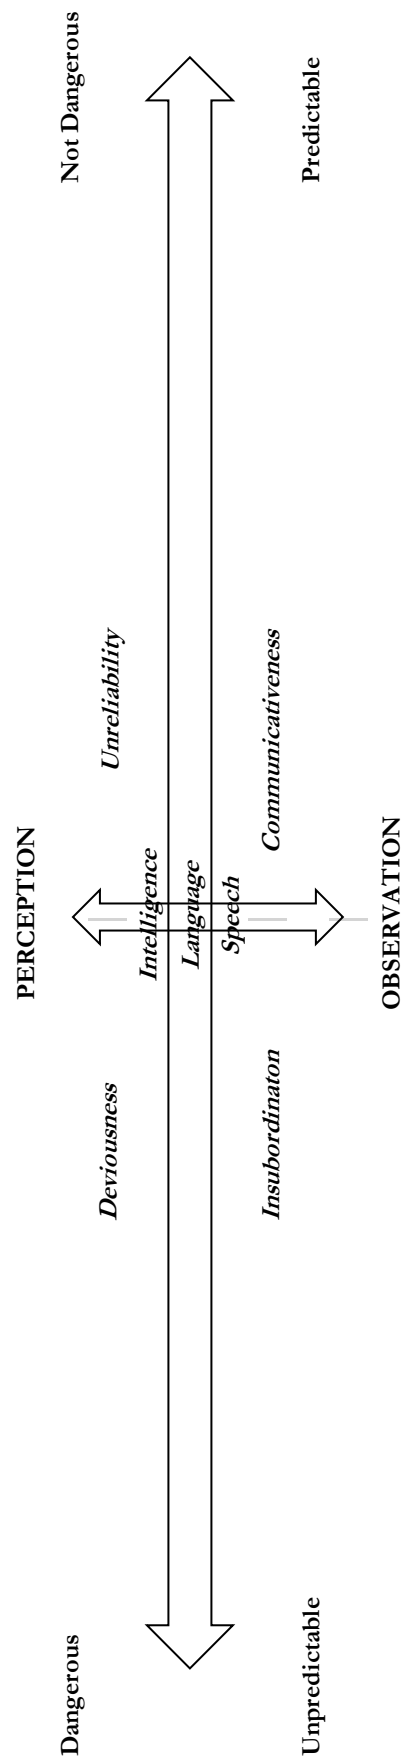 PERCEPTION
Dangerous
Not Dangerous
Deviousness
Unreliability
Intelligence
Language
Speech
Insubordinaton
Communicativeness
Unpredictable
Predictable
OBSERVATION